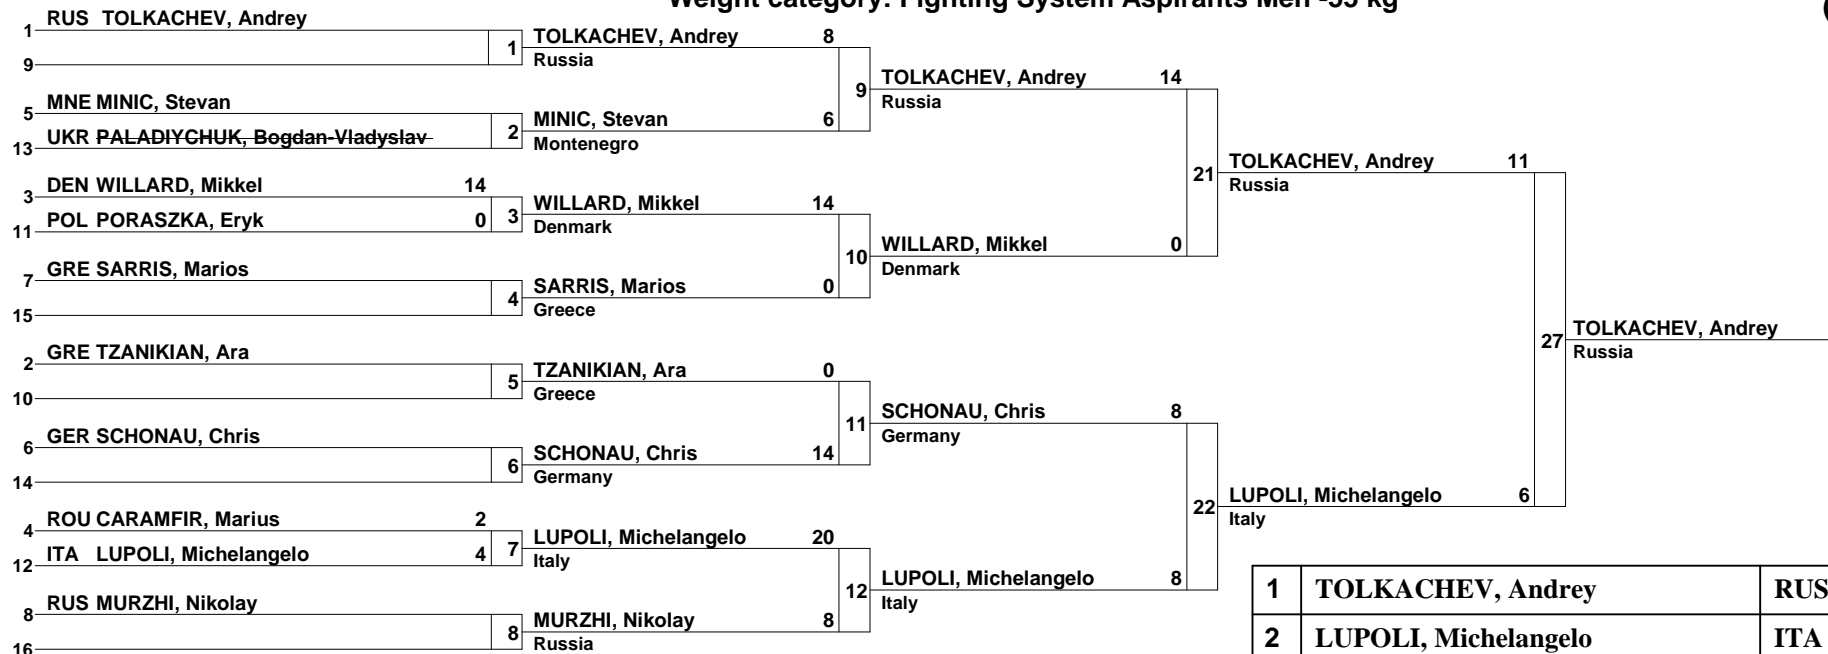 Weight category: Fighting System Aspirants Men -55 kg
1 RUS TOLKACHEV, Andrey
9
1
5 MNE MINIC, Stevan
13 UKR PALADIYCHUK, Bogdan-Vladyslav
2
3 DEN WILLARD, Mikkel 14
11 POL PORASZKA, Eryk 0
3
7 GRE SARRIS, Marios
15
4
2 GRE TZANIKIAN, Ara
10
5
6 GER SCHONAU, Chris
14
6
4 ROU CARAMFIR, Marius 2
12 ITA LUPOLI, Michelangelo 4
7
8 RUS MURZHI, Nikolay
16
8
TOLKACHEV, Andrey 8
Russia
MINIC, Stevan 6
Montenegro
9
WILLARD, Mikkel 14
Denmark
SARRIS, Marios 0
Greece
10
TZANIKIAN, Ara 0
Greece
SCHONAU, Chris 14
Germany
11
LUPOLI, Michelangelo 20
Italy
MURZHI, Nikolay 8
Russia
12
TOLKACHEV, Andrey 14
Russia
WILLARD, Mikkel 0
Denmark
21
SCHONAU, Chris 8
Germany
LUPOLI, Michelangelo 8
Italy
22
TOLKACHEV, Andrey 11
Russia
LUPOLI, Michelangelo 6
Italy
27
TOLKACHEV, Andrey
Russia
1 TOLKACHEV, Andrey RUS
2 LUPOLI, Michelangelo ITA